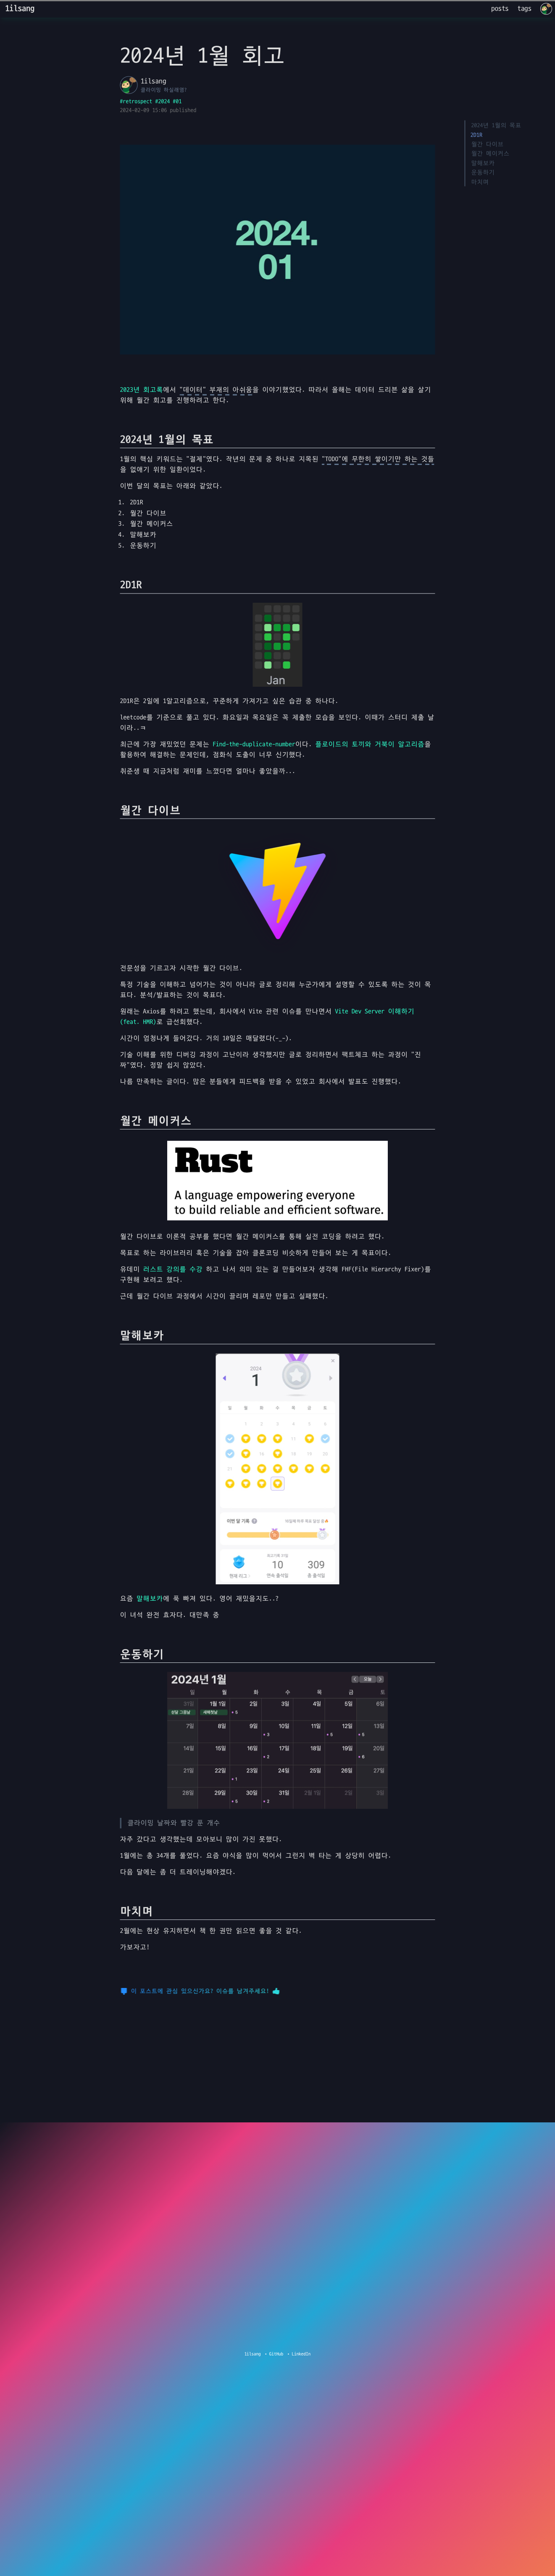 1ilsang
posts
tags
2024년 1월 회고
1ilsang
클라이밍 하실래염?
#retrospect #2024 #01
2024-02-09 15:06 published
2024년 1월의 목표
2D1R
월간 다이브
월간 메이커스
말해보카
운동하기
마치며
2024.
01
2023년 회고록에서 "데이터" 부재의 아쉬움을 이야기했었다. 따라서 올해는 데이터 드리븐 삶을 살기
위해 월간 회고를 진행하려고 한다.
2024년 1월의 목표
1월의 핵심 키워드는 "절제"였다. 작년의 문제 중 하나로 지목된 "TODO"에 무한히 쌓이기만 하는 것들
을 없애기 위한 일환이었다.
이번 달의 목표는 아래와 같았다.
1. 2D1R
2. 월간 다이브
3. 월간 메이커스
4. 말해보카
5. 운동하기
2D1R
Jan
2D1R은 2일에 1알고리즘으로, 꾸준하게 가져가고 싶은 습관 중 하나다.
leetcode를 기준으로 풀고 있다. 화요일과 목요일은 꼭 제출한 모습을 보인다. 이때가 스터디 제출 날
이라..ㅋ
최근에 가장 재밌었던 문제는 Find-the-duplicate-number이다. 플로이드의 토끼와 거북이 알고리즘을
활용하여 해결하는 문제인데, 점화식 도출이 너무 신기했다.
취준생 때 지금처럼 재미를 느꼈다면 얼마나 좋았을까...
월간 다이브
전문성을 기르고자 시작한 월간 다이브.
특정 기술을 이해하고 넘어가는 것이 아니라 글로 정리해 누군가에게 설명할 수 있도록 하는 것이 목
표다. 분석/발표하는 것이 목표다.
원래는 Axios를 하려고 했는데, 회사에서 Vite 관련 이슈를 만나면서 Vite Dev Server 이해하기
(feat. HMR)로 급선회했다.
시간이 엄청나게 들어갔다. 거의 10일은 매달렸다(-_-).
기술 이해를 위한 디버깅 과정이 고난이라 생각했지만 글로 정리하면서 팩트체크 하는 과정이 "진
짜"였다. 정말 쉽지 않았다.
나름 만족하는 글이다. 많은 분들에게 피드백을 받을 수 있었고 회사에서 발표도 진행했다.
월간 메이커스
Rust
A language empowering everyone
to build reliable and efficient software.
월간 다이브로 이론적 공부를 했다면 월간 메이커스를 통해 실전 코딩을 하려고 했다.
목표로 하는 라이브러리 혹은 기술을 잡아 클론코딩 비슷하게 만들어 보는 게 목표이다.
유데미 러스트 강의를 수강 하고 나서 의미 있는 걸 만들어보자 생각해 FHF(File Hierarchy Fixer)를
구현해 보려고 했다.
근데 월간 다이브 과정에서 시간이 끌리며 레포만 만들고 실패했다.
말해보카
2024
1
일 월 화 수 목 금 토
이번 달 기록
현재 리그
10
연속 출석일
309
총 출석일
요즘 말해보카에 푹 빠져 있다. 영어 재밌을지도..?
이 녀석 완전 효자다. 대만족 중
운동하기
2024년 1월
오늘
일 월 화 수 목 금 토
31일 1월 1일 2일 3일 4일 5일 6일
7일 8일 9일 10일 11일 12일 13일
14일 15일 16일 17일 18일 19일 20일
21일 22일 23일 24일 25일 26일 27일
28일 29일 30일 31일 2월 1일 2일 3일
클라이밍 날짜와 빨강 푼 개수
자주 갔다고 생각했는데 모아보니 많이 가진 못했다.
1월에는 총 34개를 풀었다. 요즘 야식을 많이 먹어서 그런지 벽 타는 게 상당히 어렵다.
다음 달에는 좀 더 트레이닝해야겠다.
마치며
2월에는 현상 유지하면서 책 한 권만 읽으면 좋을 것 같다.
가보자고!
이 포스트에 관심 있으신가요? 이슈를 남겨주세요!
1ilsang • GitHub • LinkedIn